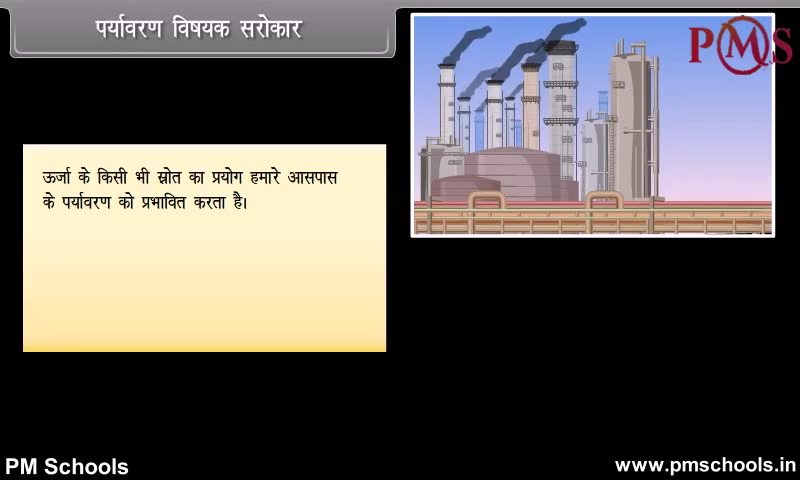 पर्यावरण विषयक सरोकार
PMS
ऊर्जा के किसी भी स्रोत का प्रयोग हमारे आसपास
के पर्यावरण को प्रभावित करता है।
PM Schools
www.pmschools.in